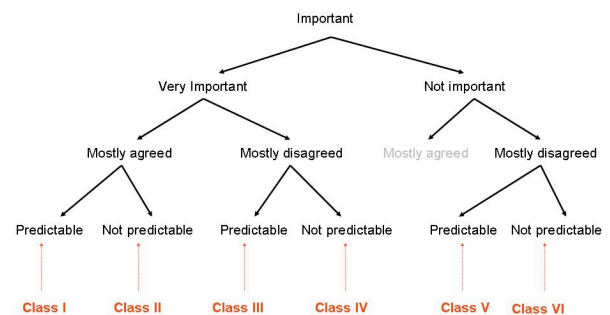 Important
Very Important
Not important
Mostly agreed
Mostly disagreed
Mostly agreed
Mostly disagreed
Predictable
Not predictable
Predictable
Not predictable
Predictable
Not predictable
Class I
Class II
Class III
Class IV
Class V
Class VI